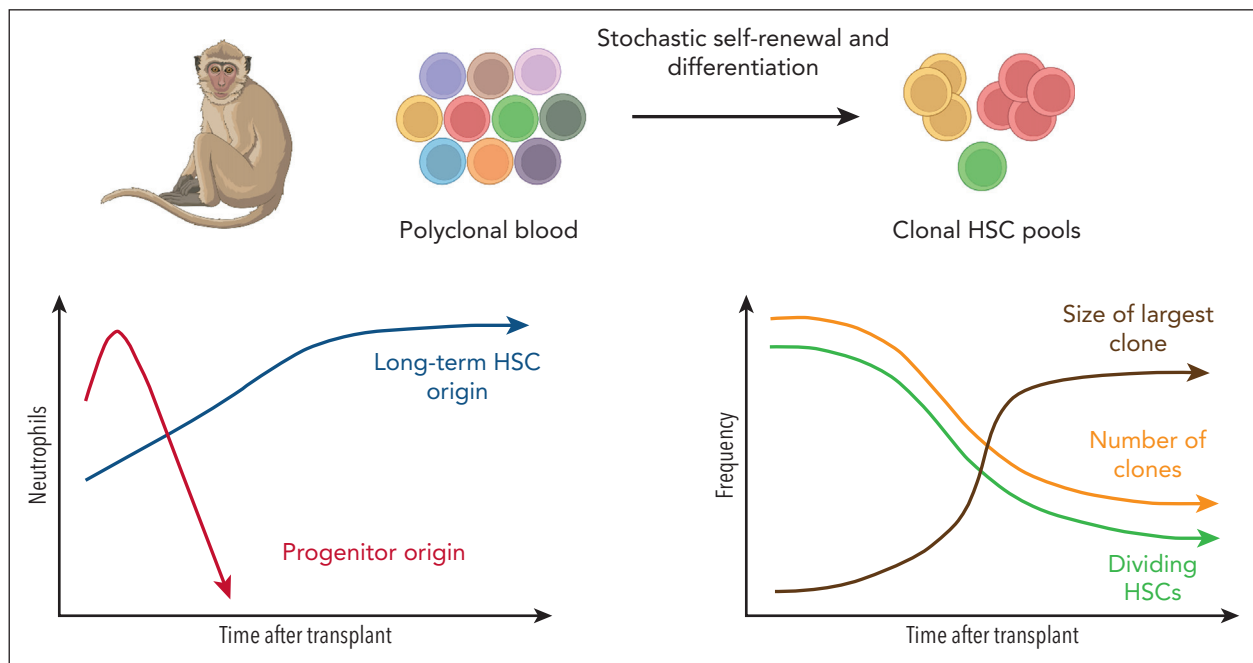 Stochastic self-renewal and
differentiation
Polyclonal blood
Clonal HSC pools
Neutrophils
Long-term HSC
origin
Progenitor origin
Time after transplant
Frequency
Size of largest
clone
Number of
clones
Dividing
HSCs
Time after transplant